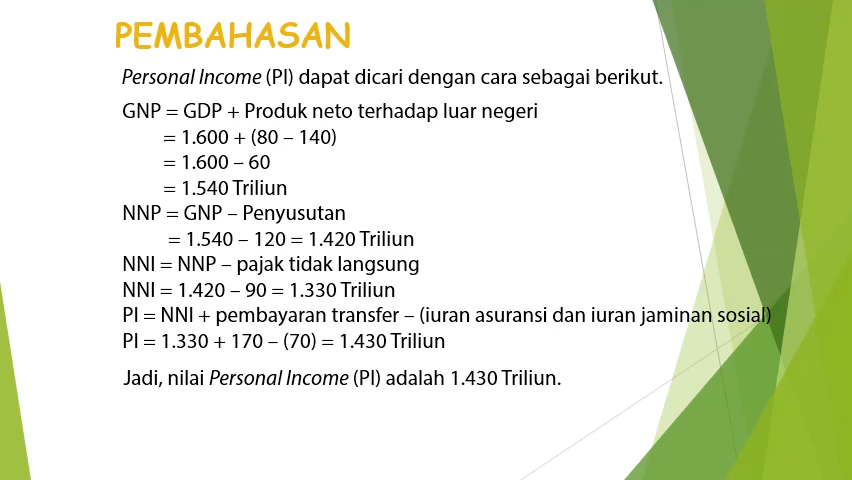 PEMBAHASAN
Personal Income (PI) dapat dicari dengan cara sebagai berikut.
GNP = GDP + Produk neto terhadap luar negeri
= 1.600 + (80 – 140)
= 1.600 – 60
= 1.540 Triliun
NNP = GNP – Penyusutan
= 1.540 – 120 = 1.420 Triliun
NNI = NNP – pajak tidak langsung
NNI = 1.420 – 90 = 1.330 Triliun
PI = NNI + pembayaran transfer – (iuran asuransi dan iuran jaminan sosial)
PI = 1.330 + 170 – (70) = 1.430 Triliun
Jadi, nilai Personal Income (PI) adalah 1.430 Triliun.